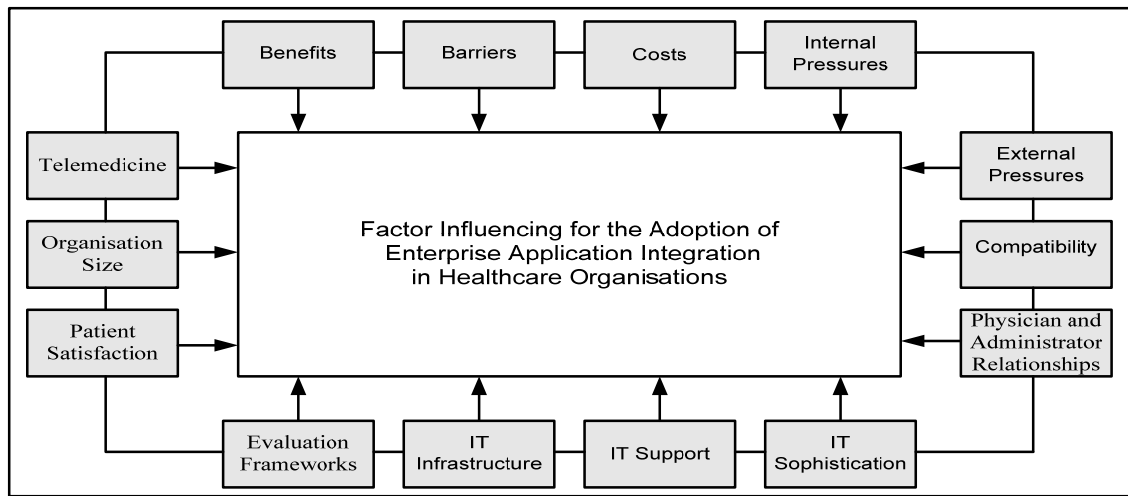 Benefits
Barriers
Costs
Internal
Pressures
Telemedicine
Organisation
Size
Patient
Satisfaction
Factor Influencing for the Adoption of
Enterprise Application Integration
in Healthcare Organisations
External
Pressures
Compatibility
Physician and
Administrator
Relationships
Evaluation
Frameworks
IT
Infrastructure
IT Support
IT
Sophistication